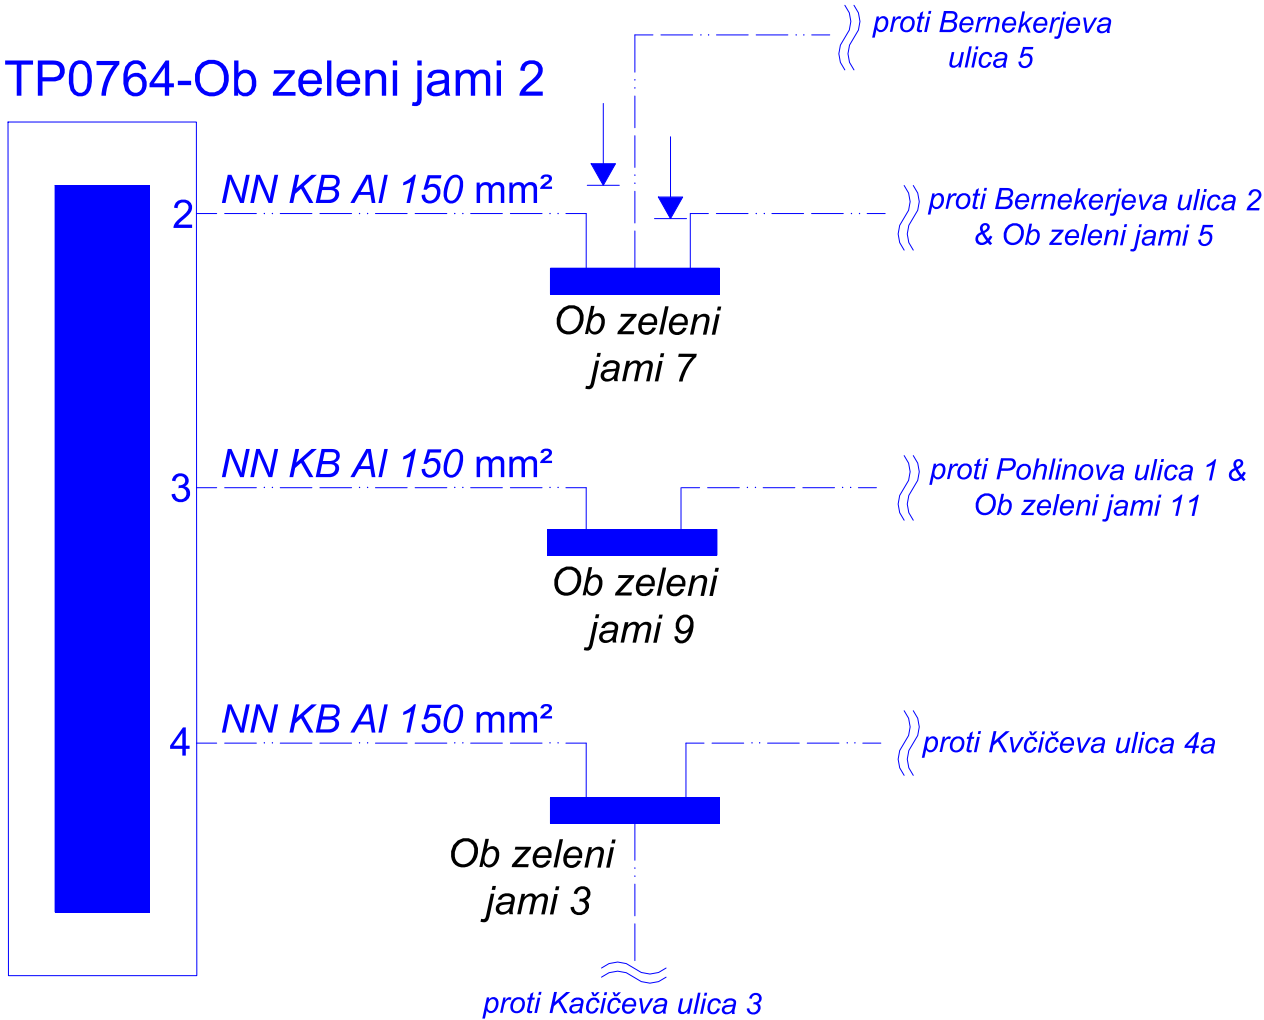 proti Bernekerjeva
ulica 5
TP0764-Ob zeleni jami 2
NN KB Al 150 mm²
2
proti Bernekerjeva ulica 2
& Ob zeleni jami 5
Ob zeleni
jami 7
NN KB Al 150 mm²
3
proti Pohlinova ulica 1 &
Ob zeleni jami 11
Ob zeleni
jami 9
NN KB Al 150 mm²
4
proti Kvčičeva ulica 4a
Ob zeleni
jami 3
proti Kačičeva ulica 3